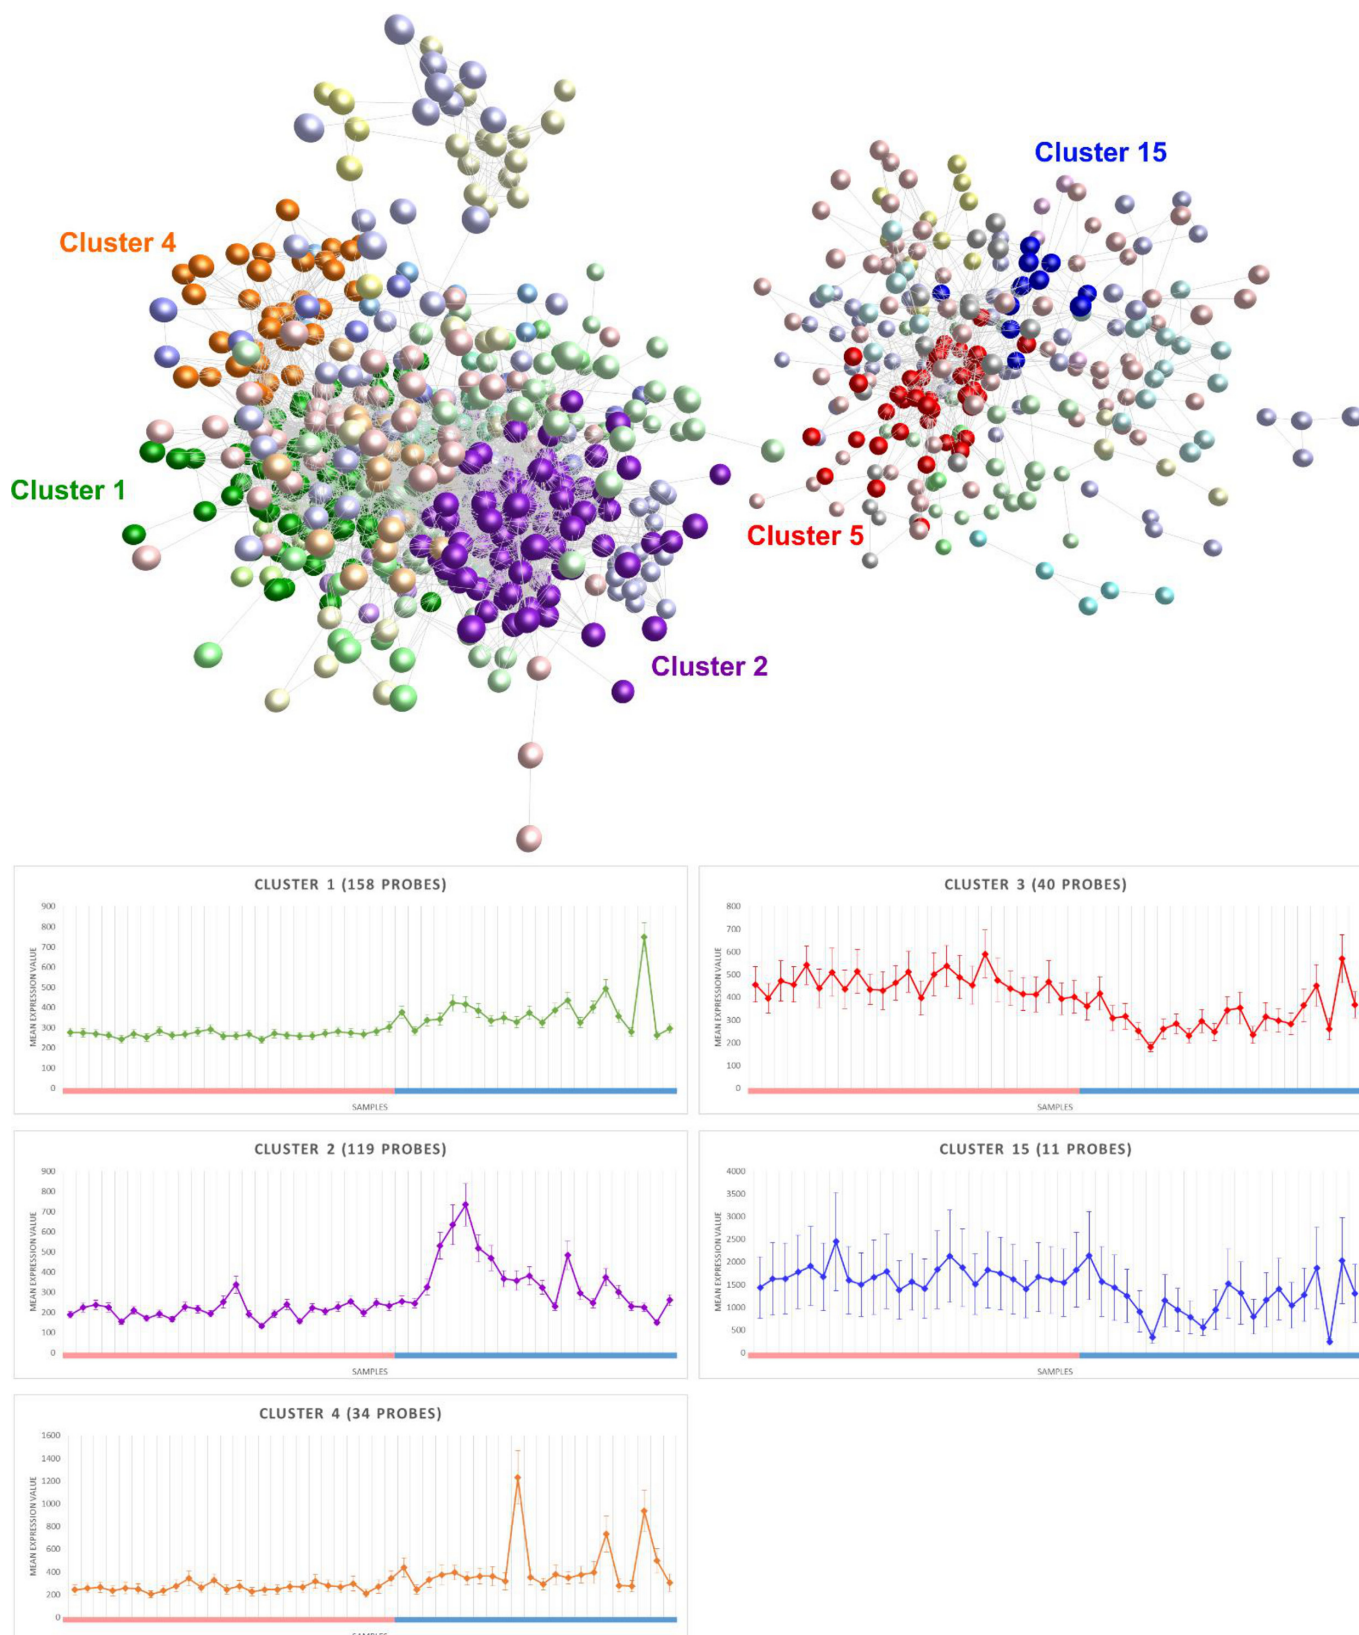 Cluster 15
Cluster 4
Cluster 1
Cluster 5
Cluster 2
CLUSTER 1 (158 PROBES)
MEAN EXPRESSION VALUE
900
800
700
600
500
400
300
200
100
0
SAMPLES
CLUSTER 3 (40 PROBES)
MEAN EXPRESSION VALUE
800
700
600
500
400
300
200
100
0
SAMPLES
CLUSTER 2 (119 PROBES)
MEAN EXPRESSION VALUE
900
800
700
600
500
400
300
200
100
0
SAMPLES
CLUSTER 15 (11 PROBES)
MEAN EXPRESSION VALUE
4000
3500
3000
2500
2000
1500
1000
500
0
SAMPLES
CLUSTER 4 (34 PROBES)
MEAN EXPRESSION VALUE
1600
1400
1200
1000
800
600
400
200
0
SAMPLES